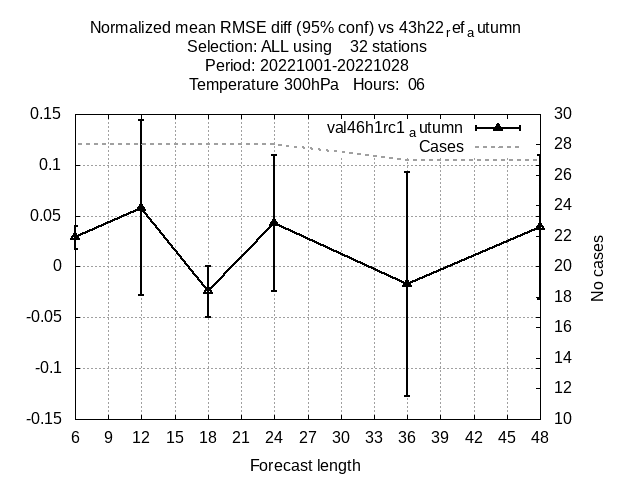 Normalized mean RMSE diff (95% conf) vs 43h22ᵣefₐutumn
Selection: ALL using    32 stations
Period: 20221001-20221028
Temperature 300hPa   Hours:  06
val46h1rc1ₐutumn
Cases
0.15
0.1
0.05
0
-0.05
-0.1
-0.15
30
28
26
24
22
20
18
16
14
12
10
No cases
6 9 12 15 18 21 24 27 30 33 36 39 42 45 48
Forecast length